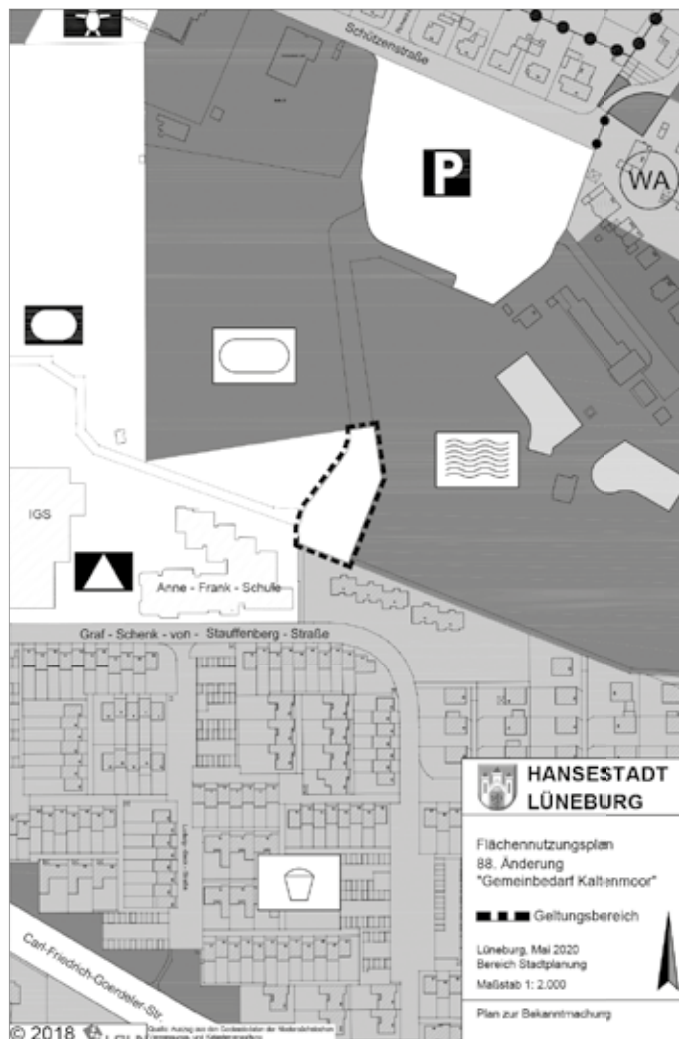 Schützenstraße
P
WA
IGS
Anne - Frank - Schule
Graf - Schenk - von - Stauffenberg - Straße
Carl-Friedrich-Goerdeler-Str.
HANSESTADT
LÜNEBURG
Flächennutzungsplan
88. Änderung
"Gemeinbedarf Kaltenmoor"
Geltungsbereich
Lüneburg, Mai 2020
Bereich Stadtplanung
Maßstab 1: 2.000
Plan zur Bekanntmachung
© 2018